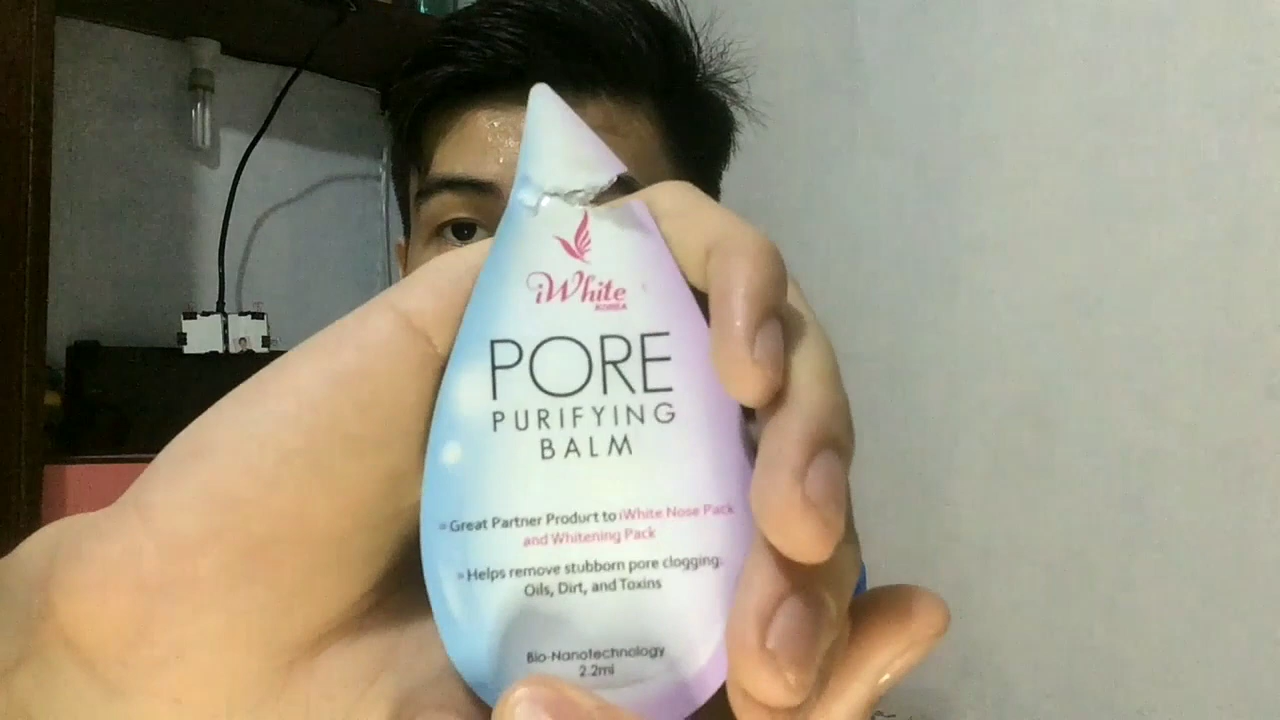 iWhite
KOREA
PORE
PURIFYING
BALM
» Great Partner Product to iWhite Nose Pack
and Whitening Pack
» Helps remove stubborn pore clogging.
Oils, Dirt, and Toxins
Bio-Nanotechnology
2.2ml